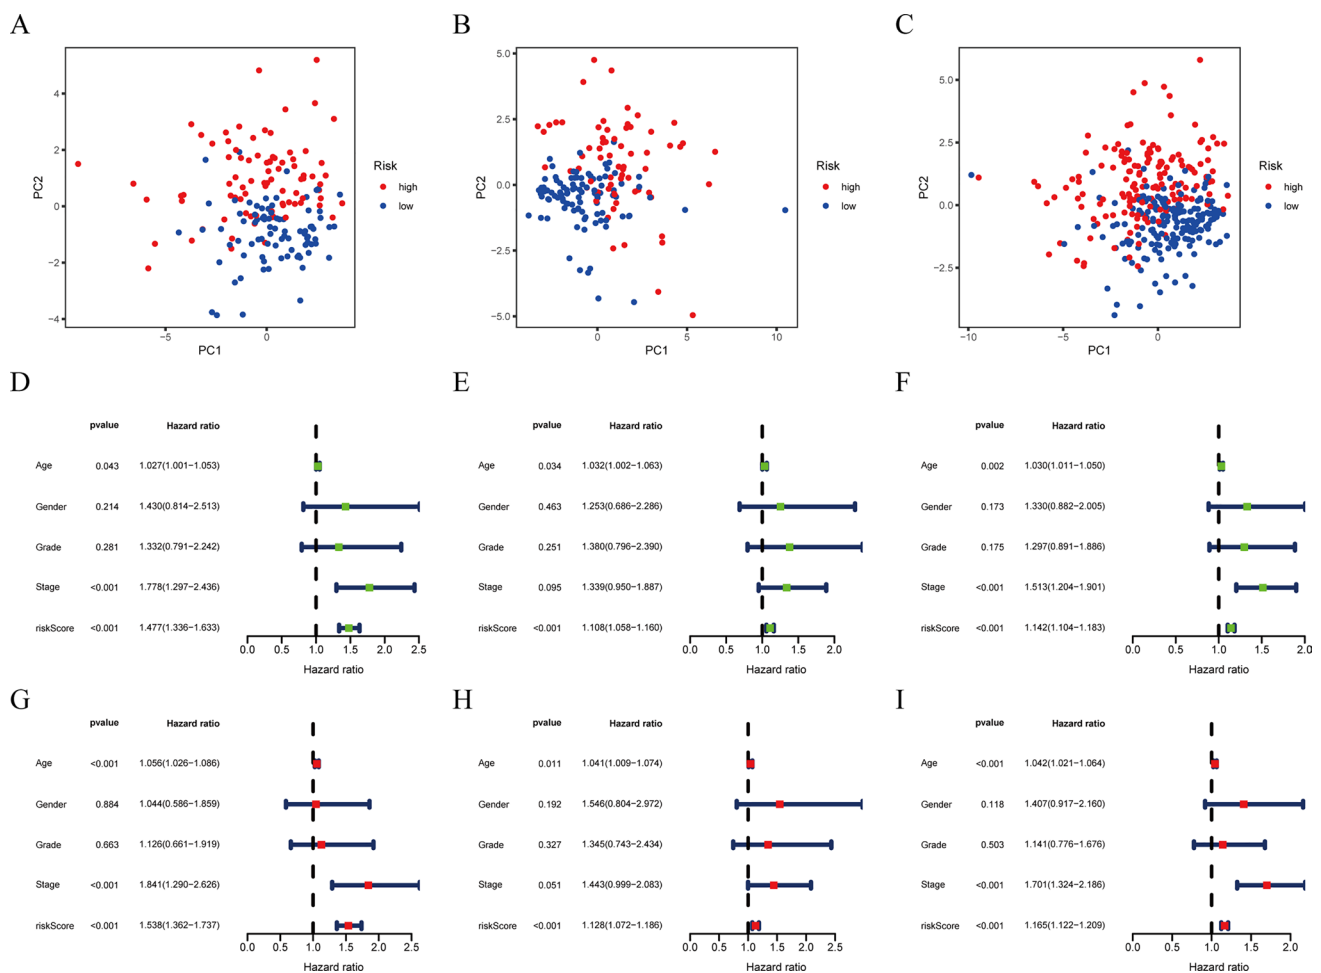 A
B
C
4
2
0
−2
−4
PC2
−5
0
PC1
Risk
high
low
5.0
2.5
0.0
−2.5
−5.0
PC2
0
5
10
PC1
Risk
high
low
5.0
2.5
0.0
−2.5
PC2
−10
−5
0
PC1
Risk
high
low
D
pvalue Hazard ratio
Age 0.043 1.027(1.001−1.053)
Gender 0.214 1.430(0.814−2.513)
Grade 0.281 1.332(0.791−2.242)
Stage <0.001 1.778(1.297−2.436)
riskScore <0.001 1.477(1.336−1.633)
0.0 0.5 1.0 1.5 2.0 2.5
Hazard ratio
E
pvalue Hazard ratio
Age 0.034 1.032(1.002−1.063)
Gender 0.463 1.253(0.686−2.286)
Grade 0.251 1.380(0.796−2.390)
Stage 0.095 1.339(0.950−1.887)
riskScore <0.001 1.108(1.058−1.160)
0.0 0.5 1.0 1.5 2.0
Hazard ratio
F
pvalue Hazard ratio
Age 0.002 1.030(1.011−1.050)
Gender 0.173 1.330(0.882−2.005)
Grade 0.175 1.297(0.891−1.886)
Stage <0.001 1.513(1.204−1.901)
riskScore <0.001 1.142(1.104−1.183)
0.0 0.5 1.0 1.5 2.0
Hazard ratio
G
pvalue Hazard ratio
Age <0.001 1.056(1.026−1.086)
Gender 0.884 1.044(0.586−1.859)
Grade 0.663 1.126(0.661−1.919)
Stage <0.001 1.841(1.290−2.626)
riskScore <0.001 1.538(1.362−1.737)
0.0 0.5 1.0 1.5 2.0 2.5
Hazard ratio
H
pvalue Hazard ratio
Age 0.011 1.041(1.009−1.074)
Gender 0.192 1.546(0.804−2.972)
Grade 0.327 1.345(0.743−2.434)
Stage 0.051 1.443(0.999−2.083)
riskScore <0.001 1.128(1.072−1.186)
0.0 0.5 1.0 1.5 2.0 2.5
Hazard ratio
I
pvalue Hazard ratio
Age <0.001 1.042(1.021−1.064)
Gender 0.118 1.407(0.917−2.160)
Grade 0.503 1.141(0.776−1.676)
Stage <0.001 1.701(1.324−2.186)
riskScore <0.001 1.165(1.122−1.209)
0.0 0.5 1.0 1.5 2.0
Hazard ratio